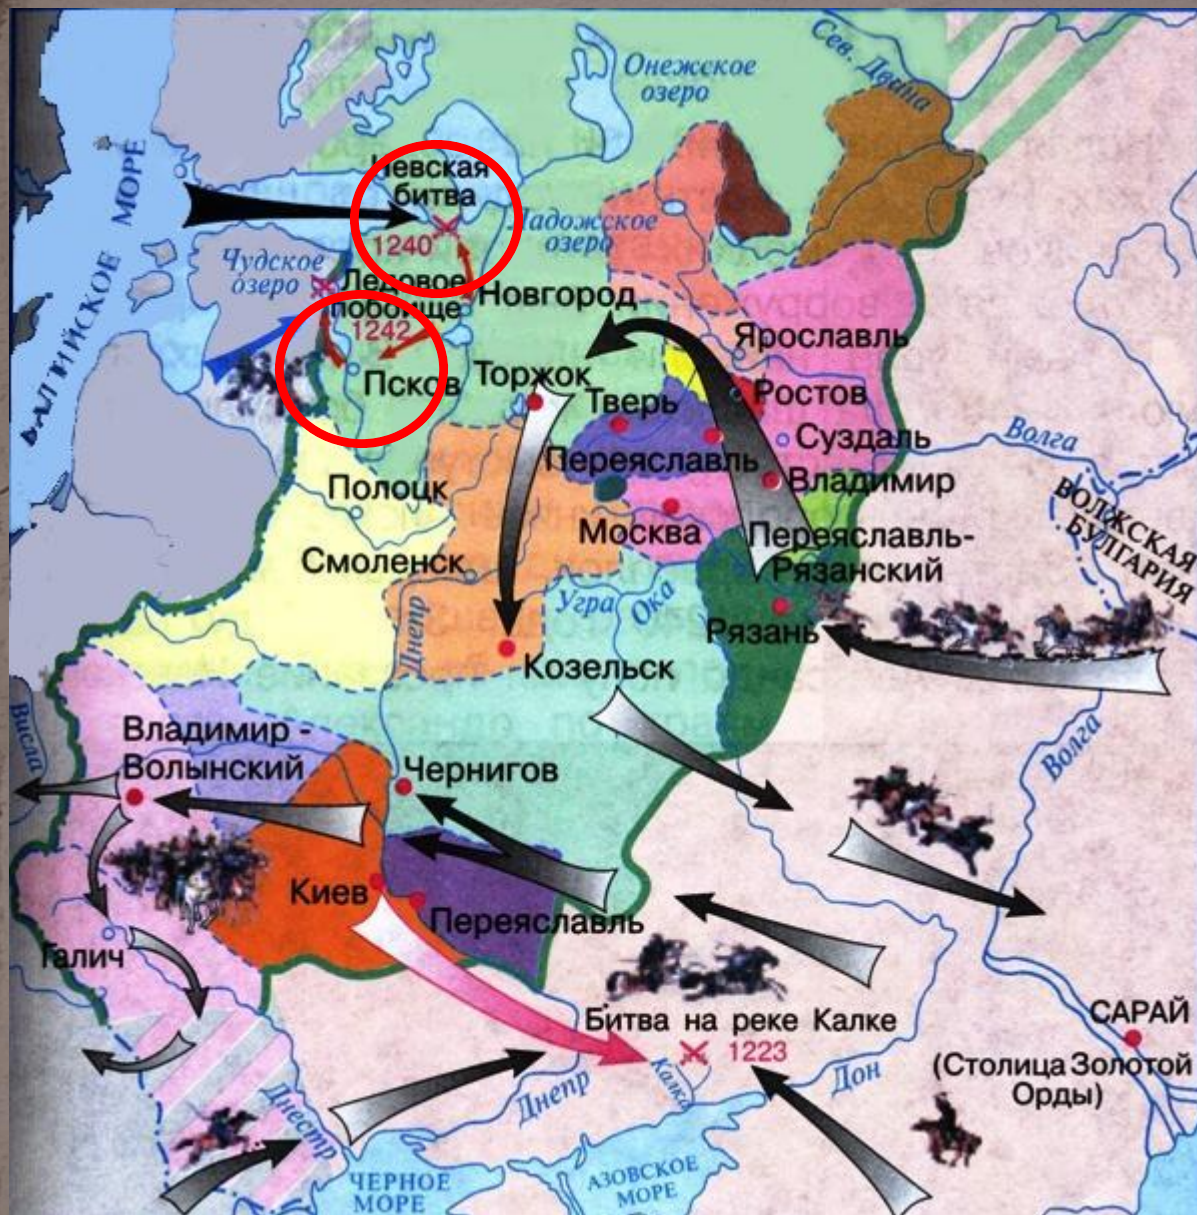 Сев. Двина
Онежское
озеро
БАЛТИЙСКОЕ МОРЕ
Невская
битва
1240
Ладожское
озеро
Чудское
озеро
Ледовое
побоище
1242
Новгород
Псков
Торжок
Ярославль
Ростов
Тверь
Суздаль
Волга
Переяславль
Владимир
ВОЛЖСКАЯ
БУЛГАРИЯ
Полоцк
Москва
Переяславль-
Рязанский
Смоленск
Угра
Ока
Днепр
Рязань
Козельск
Висла
Владимир -
Волынский
Чернигов
Волга
Киев
Переяславль
Галич
Битва на реке Калке
1223
Калка
САРАЙ
(Столица Золотой
Орды)
Днепр
Дон
Днестр
ЧЕРНОЕ
МОРЕ
АЗОВСКОЕ
МОРЕ